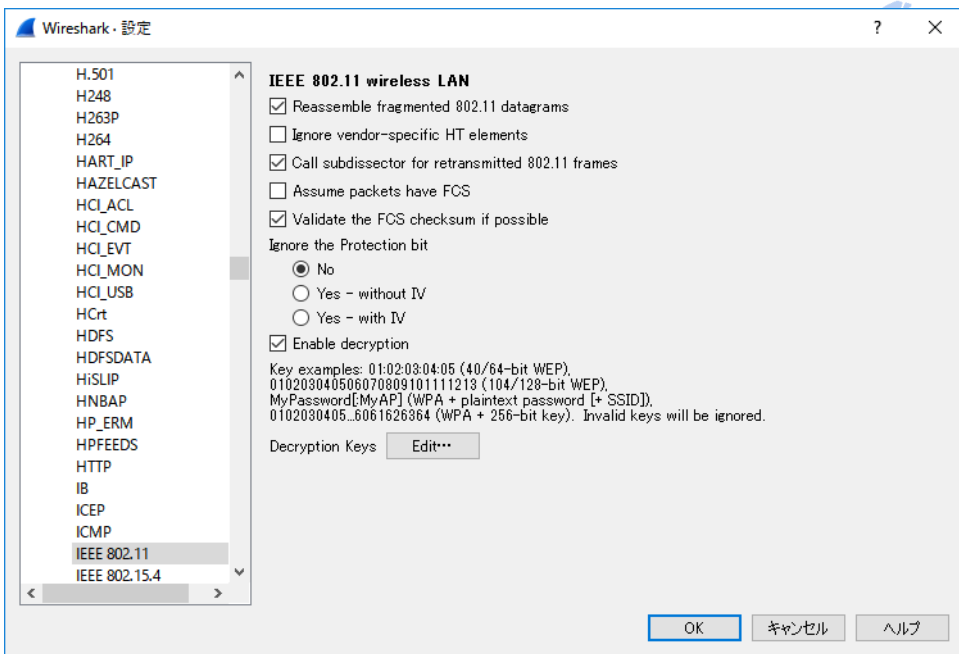 Wireshark · 設定
?
H.501
H248
H263P
H264
HART_IP
HAZELCAST
HCI_ACL
HCI_CMD
HCI_EVT
HCI_MON
HCI_USB
HCrt
HDFS
HDFSDATA
HiSLIP
HNBAP
HP_ERM
HPFEEDS
HTTP
IB
ICEP
ICMP
IEEE 802.11
IEEE 802.15.4
IEEE 802.11 wireless LAN
Reassemble fragmented 802.11 datagrams
Ignore vendor-specific HT elements
Call subdissector for retransmitted 802.11 frames
Assume packets have FCS
Validate the FCS checksum if possible
Ignore the Protection bit
No
Yes - without IV
Yes - with IV
Enable decryption
Key examples: 01:02:03:04:05 (40/64-bit WEP),
010203040506070809101111213 (104/128-bit WEP),
MyPassword[:MyAP] (WPA + plaintext password [+ SSID]),
0102030405...6061626364 (WPA + 256-bit key). Invalid keys will be ignored.
Decryption Keys Edit…
OK キャンセル ヘルプ